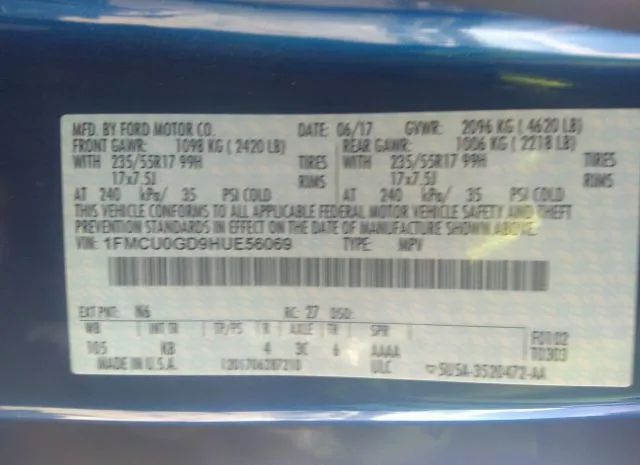 MFD. BY FORD MOTOR CO. DATE: 06/17 GVWR: 2096 KG ( 4620 LB)
FRONT GAWR: 1098 KG ( 2420 LB) REAR GAWR: 1006 KG ( 2218 LB)
WITH 235/55R17 99H TIRES WITH 235/55R17 99H TIRES
17x7.5J RIMS 17x7.5J RIMS
AT 240 kPa/ 35 PSI COLD AT 240 kPa/ 35 PSI COLD
THIS VEHICLE CONFORMS TO ALL APPLICABLE FEDERAL MOTOR VEHICLE SAFETY AND THEFT
PREVENTION STANDARDS IN EFFECT ON THE DATE OF MANUFACTURE SHOWN ABOVE.
VIN: 1FMCU0GD9HUE56069 TYPE: MPV
EXT PNT: N6 RC: 27 DSO:
WB INT TR TP/PS R AXLE TR SPR
105 KB 4 3C 6 AAAA F0102
T0303
MADE IN U.S.A. ULC 5U5A-3520472-AA